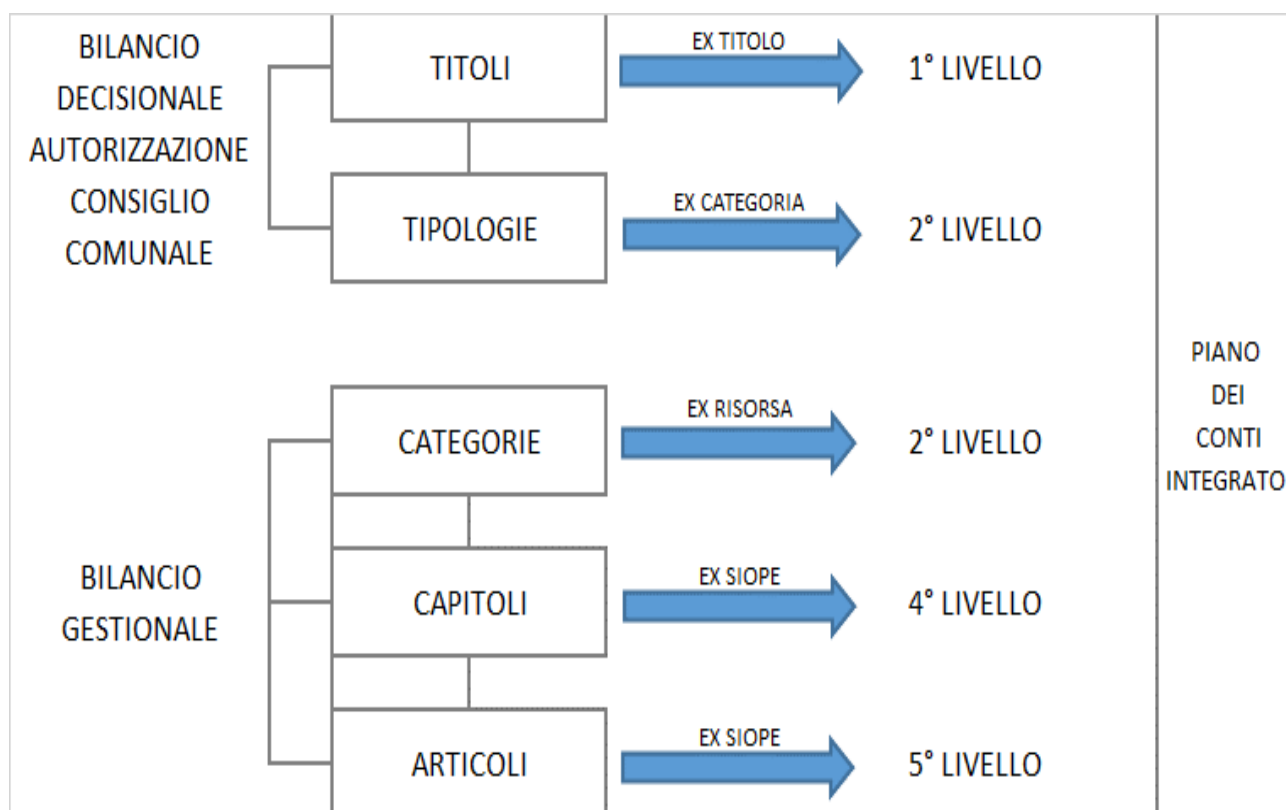 BILANCIO
DECISIONALE
AUTORIZZAZIONE
CONSIGLIO
COMUNALE
TITOLI
EX TITOLO
1° LIVELLO
TIPOLOGIE
EX CATEGORIA
2° LIVELLO
CATEGORIE
EX RISORSA
2° LIVELLO
BILANCIO
GESTIONALE
CAPITOLI
EX SIOPE
4° LIVELLO
ARTICOLI
EX SIOPE
5° LIVELLO
PIANO
DEI
CONTI
INTEGRATO